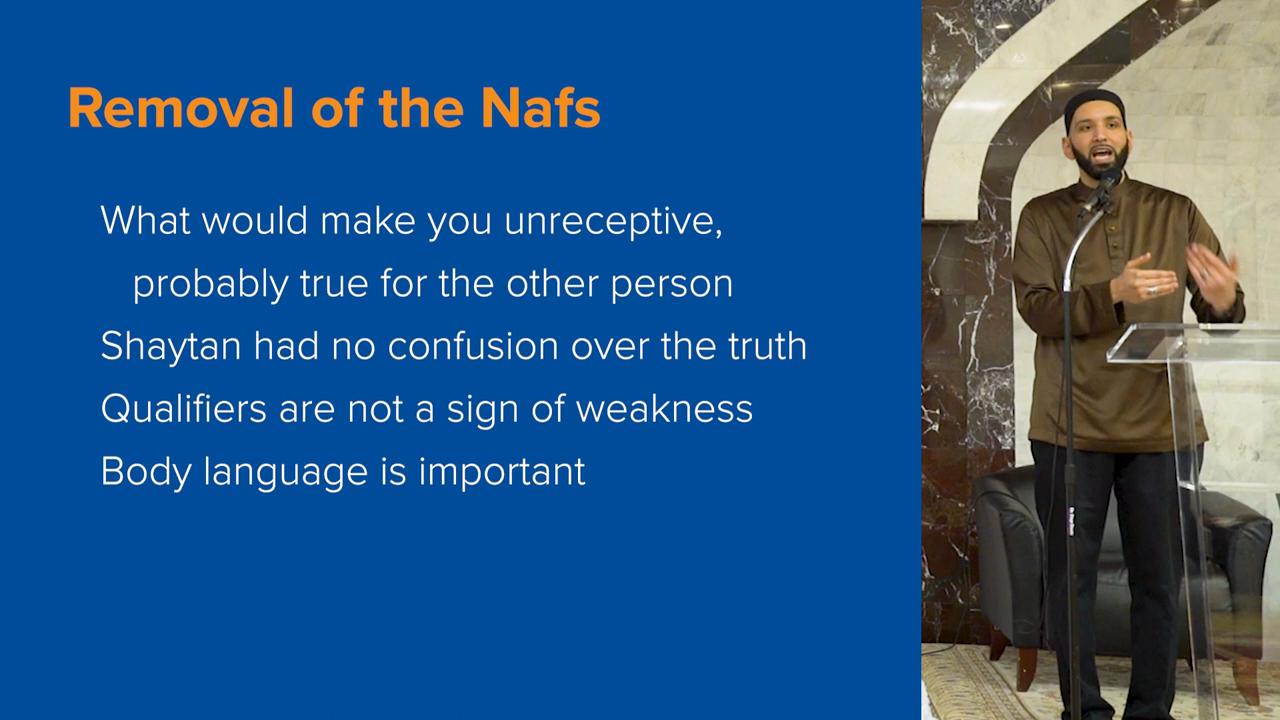 Removal of the Nafs
What would make you unreceptive,
probably true for the other person
Shaytan had no confusion over the truth
Qualifiers are not a sign of weakness
Body language is important